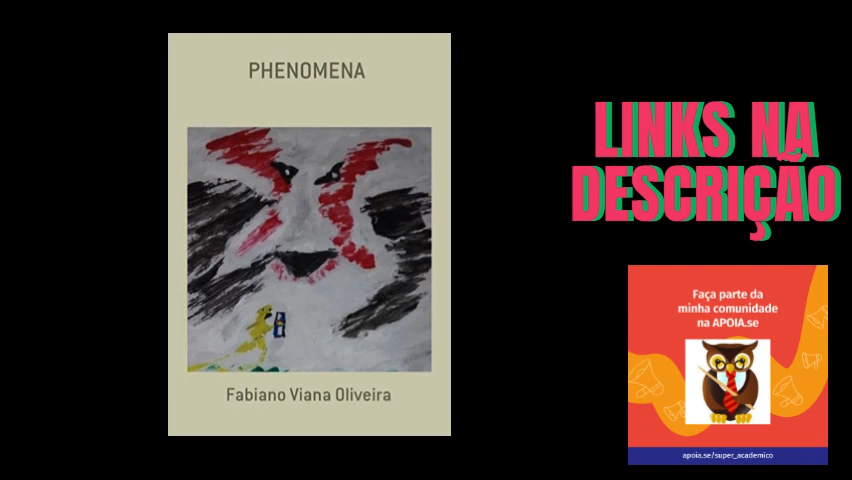 PHENOMENA
Fabiano Viana Oliveira
LINKS NA
DESCRIÇÃO
Faça parte da
minha comunidade
na APOIA.se
apoia.se/super_academico